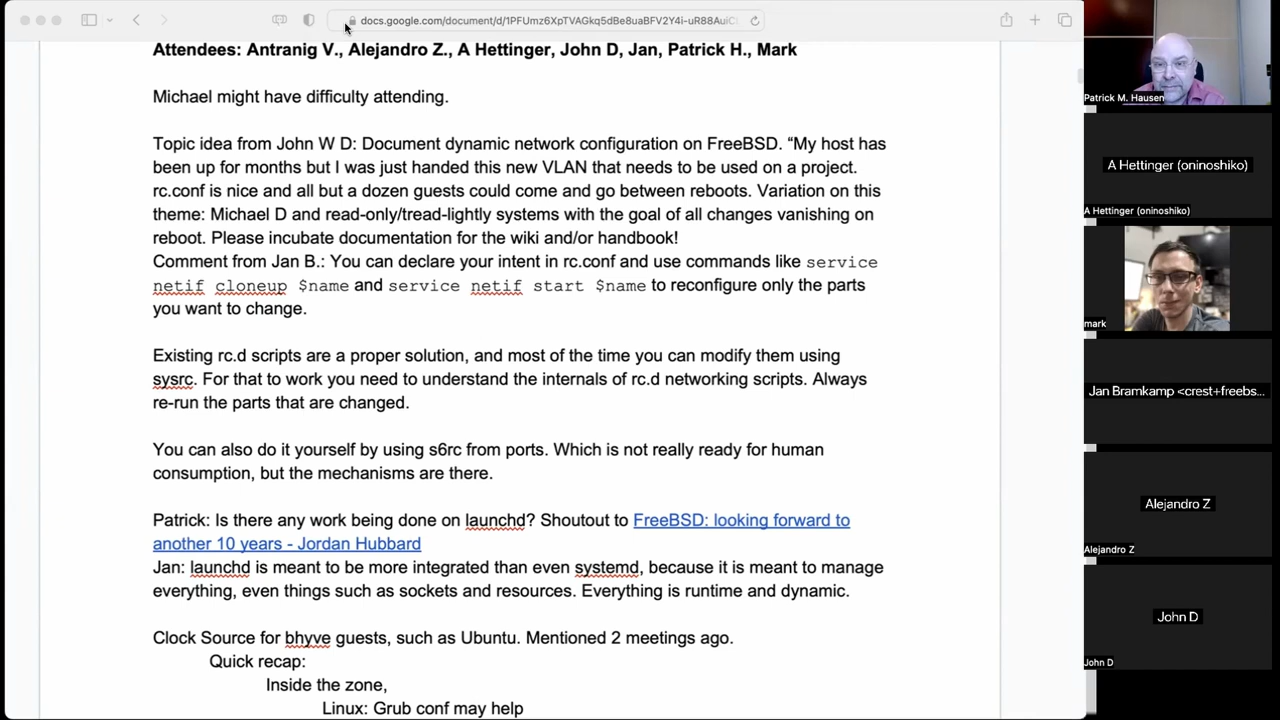 docs.google.com/document/d/1PFUmz6XpTVAGkq5dBe8uaBFV2Y4i-uR88AuiC
Attendees: Antranig V., Alejandro Z., A Hettinger, John D, Jan, Patrick H., Mark
Michael might have difficulty attending.
Topic idea from John W D: Document dynamic network configuration on FreeBSD. “My host has
been up for months but I was just handed this new VLAN that needs to be used on a project.
rc.conf is nice and all but a dozen guests could come and go between reboots. Variation on this
theme: Michael D and read-only/tread-lightly systems with the goal of all changes vanishing on
reboot. Please incubate documentation for the wiki and/or handbook!
Comment from Jan B.: You can declare your intent in rc.conf and use commands like service
netif cloneup $name and service netif start $name to reconfigure only the parts
you want to change.
Existing rc.d scripts are a proper solution, and most of the time you can modify them using
sysrc. For that to work you need to understand the internals of rc.d networking scripts. Always
re-run the parts that are changed.
You can also do it yourself by using s6rc from ports. Which is not really ready for human
consumption, but the mechanisms are there.
Patrick: Is there any work being done on launchd? Shoutout to FreeBSD: looking forward to
another 10 years - Jordan Hubbard
Jan: launchd is meant to be more integrated than even systemd, because it is meant to manage
everything, even things such as sockets and resources. Everything is runtime and dynamic.
Clock Source for bhyve guests, such as Ubuntu. Mentioned 2 meetings ago.
Quick recap:
Inside the zone,
Linux: Grub conf may help
Patrick M. Hausen
A Hettinger (oninoshiko)
A Hettinger (oninoshiko)
mark
Jan Bramkamp <crest+freebs...
Alejandro Z
Alejandro Z
John D
John D